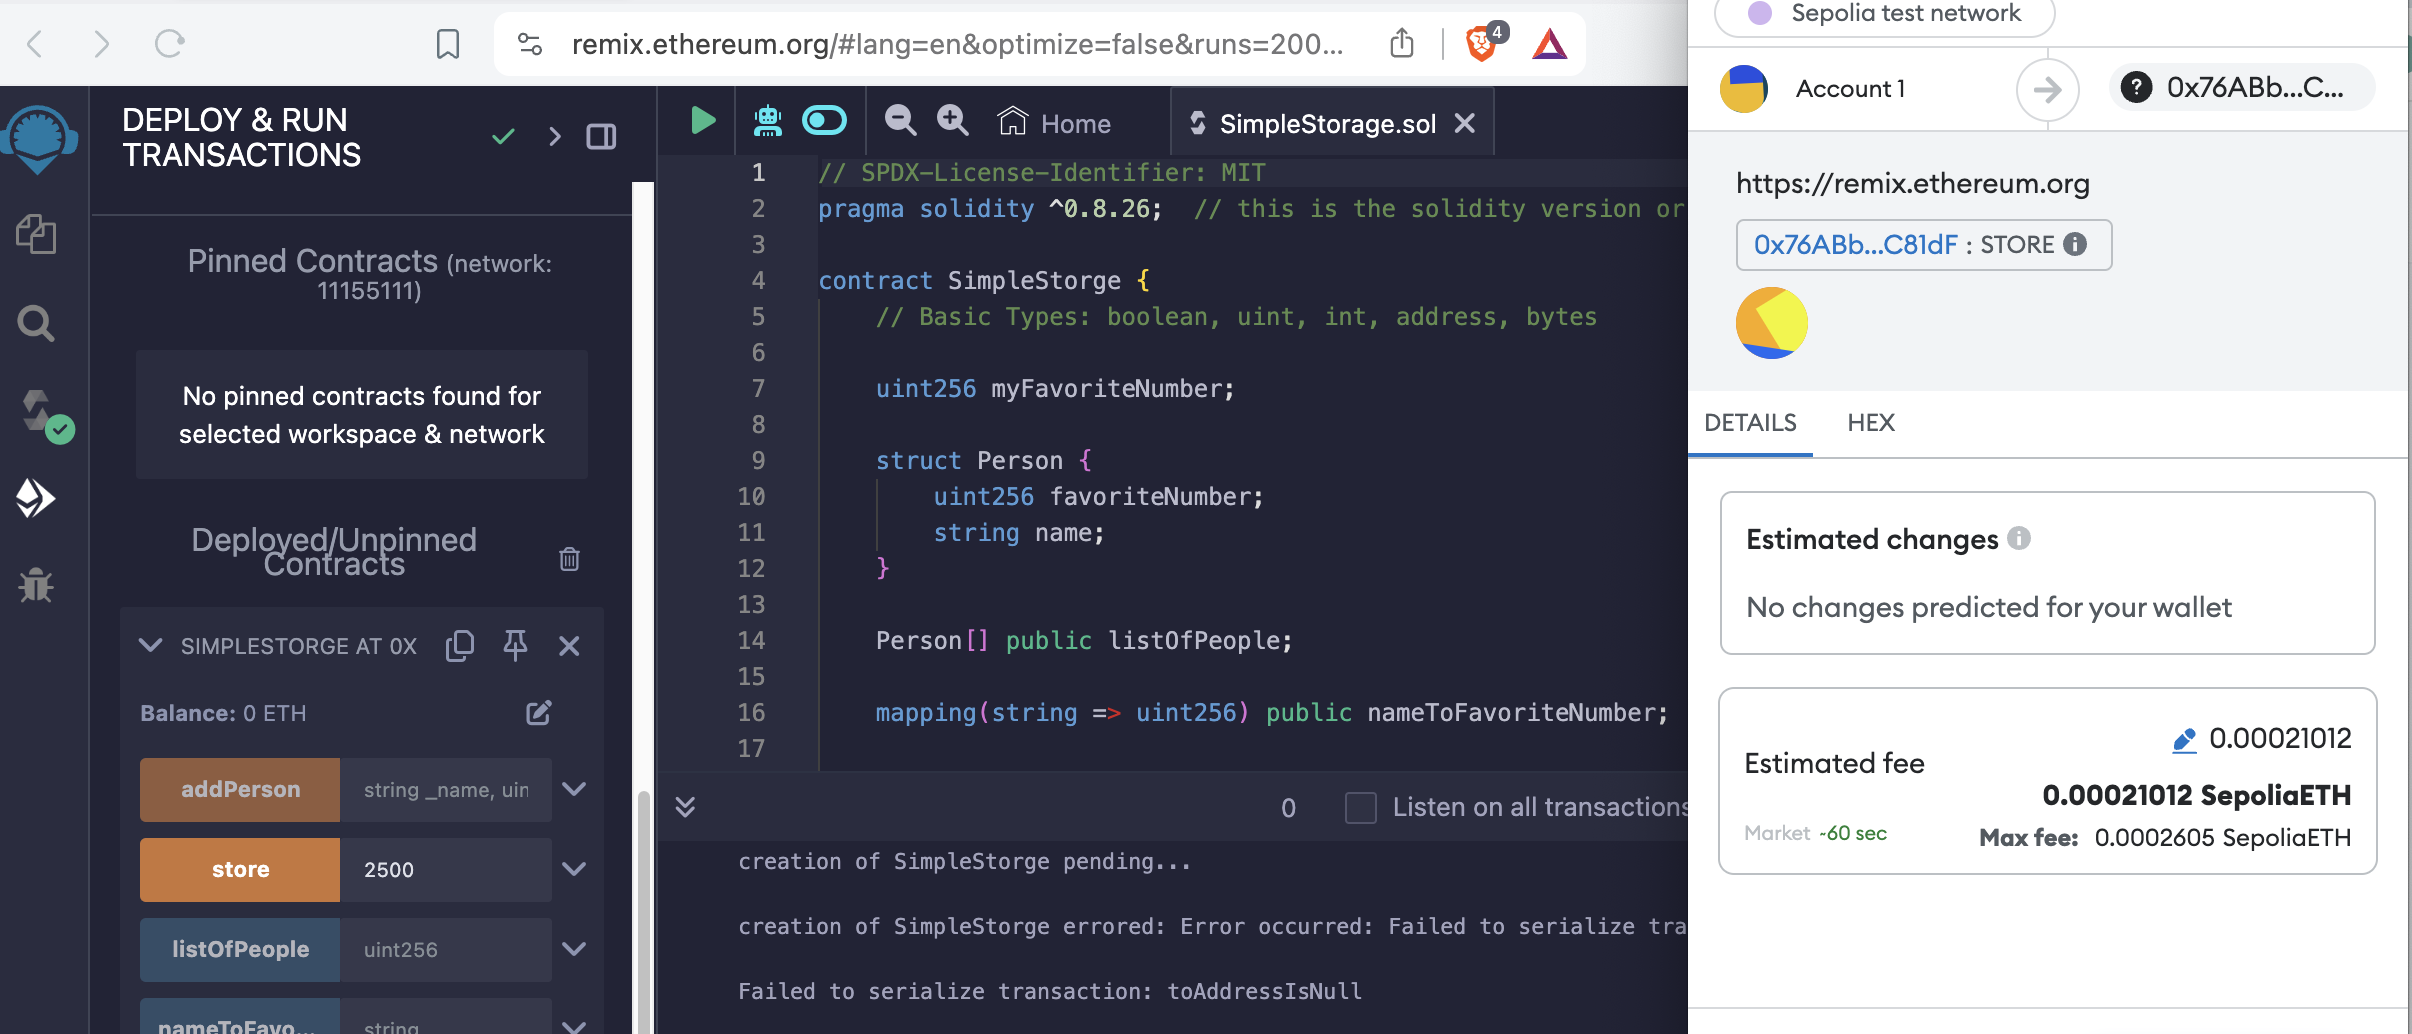 remix.ethereum.org/#lang=en&optimize=false&runs=200...
4
DEPLOY & RUN
TRANSACTIONS
Pinned Contracts (network:
11155111)
No pinned contracts found for
selected workspace & network
Deployed/Unpinned
Contracts
SIMPLESTORGE AT 0X
Balance: 0 ETH
addPerson string _name, uin
store 2500
listOfPeople uint256
nameToFavo... string
Home
SimpleStorage.sol
1 // SPDX-License-Identifier: MIT
2 pragma solidity ^0.8.26;  // this is the solidity version or
3
4 contract SimpleStorge {
5     // Basic Types: boolean, uint, int, address, bytes
6
7     uint256 myFavoriteNumber;
8
9     struct Person {
10         uint256 favoriteNumber;
11         string name;
12     }
13
14     Person[] public listOfPeople;
15
16     mapping(string => uint256) public nameToFavoriteNumber;
17
0 Listen on all transactions
creation of SimpleStorge pending...
creation of SimpleStorge errored: Error occurred: Failed to serialize tra
Failed to serialize transaction: toAddressIsNull
Sepolia test network
Account 1
? 0x76ABb...C...
https://remix.ethereum.org
0x76ABb...C81dF : STORE
DETAILS HEX
Estimated changes
No changes predicted for your wallet
0.00021012
Estimated fee
0.00021012 SepoliaETH
Market ~60 sec
Max fee: 0.0002605 SepoliaETH